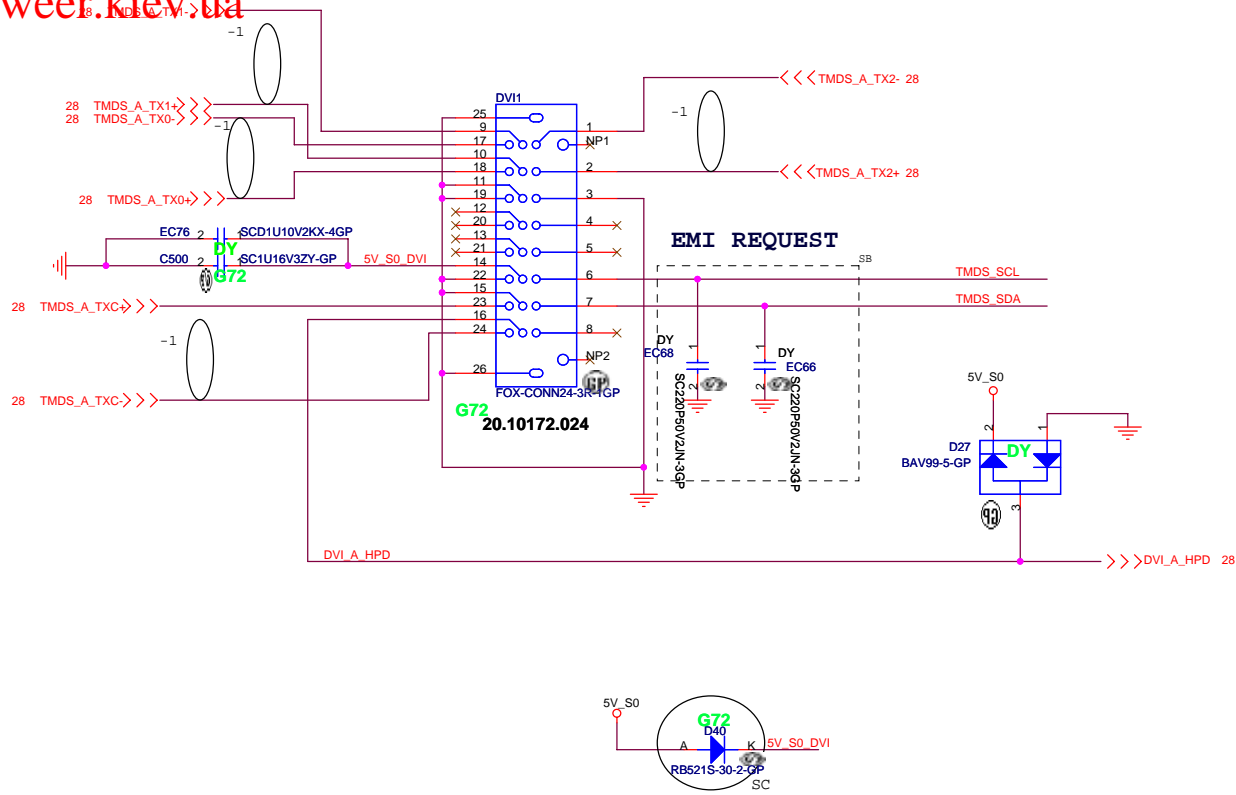 weer.kiev.ua
28 TMDS_A_TX1-
-1
28 TMDS_A_TX1+
28 TMDS_A_TX0-
-1
28 TMDS_A_TX0+
DVI1
25
9
17
10
18
11
19
12
20
13
21
14
22
15
23
16
24
26
1
NP1
2
3
4
5
6
7
8
NP2
TMDS_A_TX2- 28
-1
TMDS_A_TX2+ 28
EC76 2 1 SCD1U10V2KX-4GP
DY
C500 2 1 SC1U16V3ZY-GP
G72
5V_S0_DVI
28 TMDS_A_TXC+
-1
28 TMDS_A_TXC-
FOX-CONN24-3R-1GP
GP
G72
20.10172.024
EMI REQUEST
SB
TMDS_SCL
TMDS_SDA
DY
EC68
1
2
SC220P50V2JN-3GP
DY
EC66
1
2
SC220P50V2JN-3GP
5V_S0
2
1
D27
DY
BAV99-5-GP
3
GP
DVI_A_HPD
DVI_A_HPD 28
5V_S0
G72
D40
A
K
5V_S0_DVI
RB521S-30-2-GP
SC